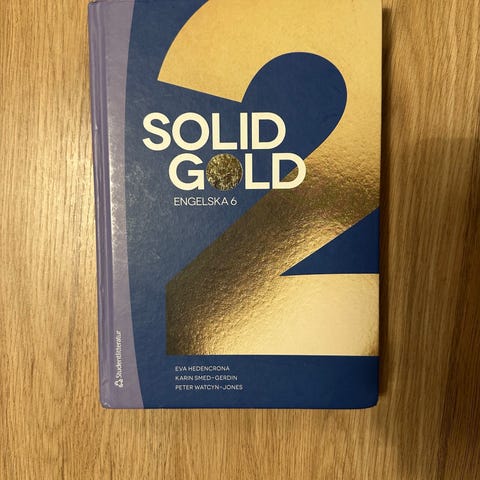 2
SOLID
GOLD
ENGELSKA 6
EVA HEDENCRONA
KARIN SMED-GERDIN
PETER WATCYN-JONES
Studentlitteratur